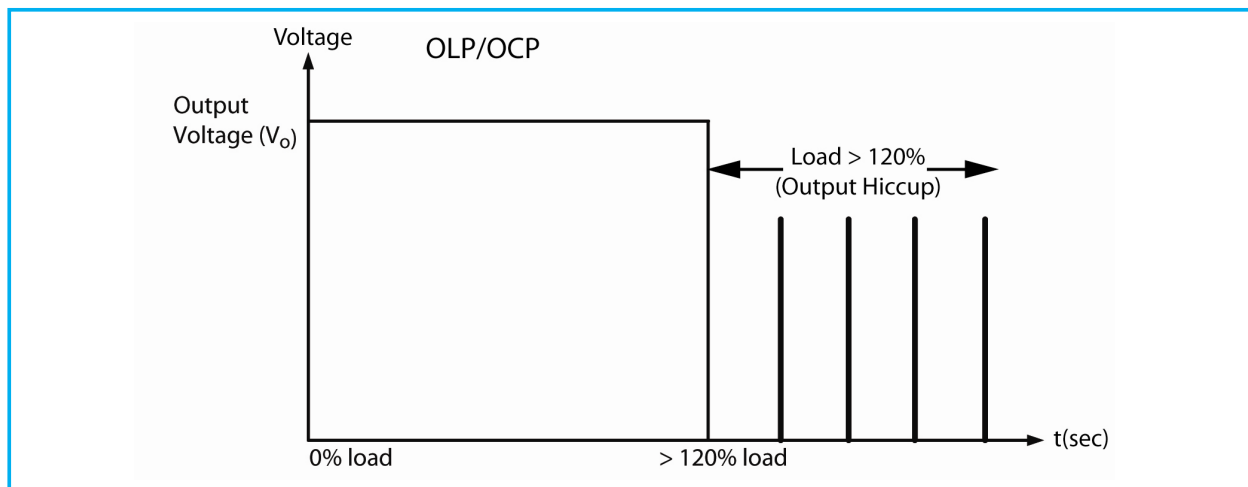 Voltage
OLP/OCP
Output
Voltage (Vo)
Load > 120%
(Output Hiccup)
t(sec)
0% load
> 120% load